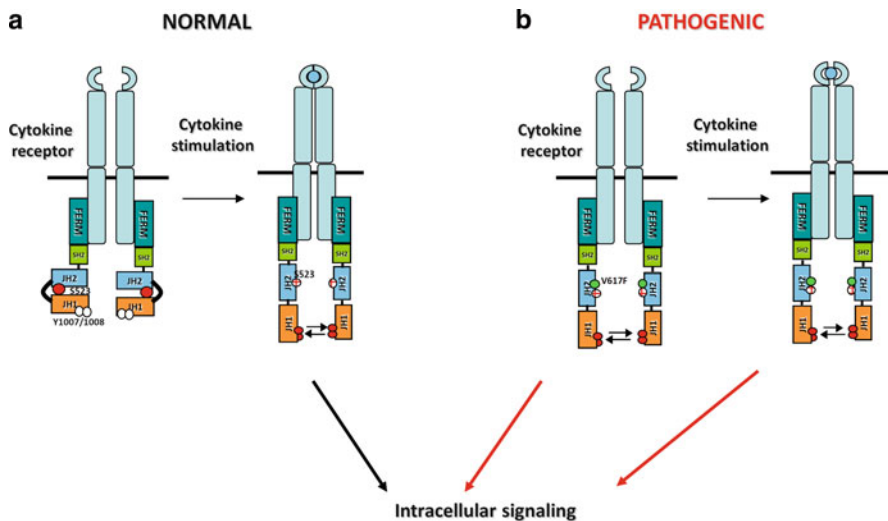 a
NORMAL
Cytokine
receptor
Cytokine
stimulation
FERM
FERM
SH2
SH2
JH2
JH2
S523
JH1
JH1
Y1007/1008
FERM
FERM
SH2
SH2
JH2
S523
JH2
JH1
JH1
b
PATHOGENIC
Cytokine
receptor
Cytokine
stimulation
FERM
FERM
SH2
SH2
JH2
V617F
JH2
JH1
JH1
FERM
FERM
SH2
SH2
JH2
JH2
JH1
JH1
Intracellular signaling